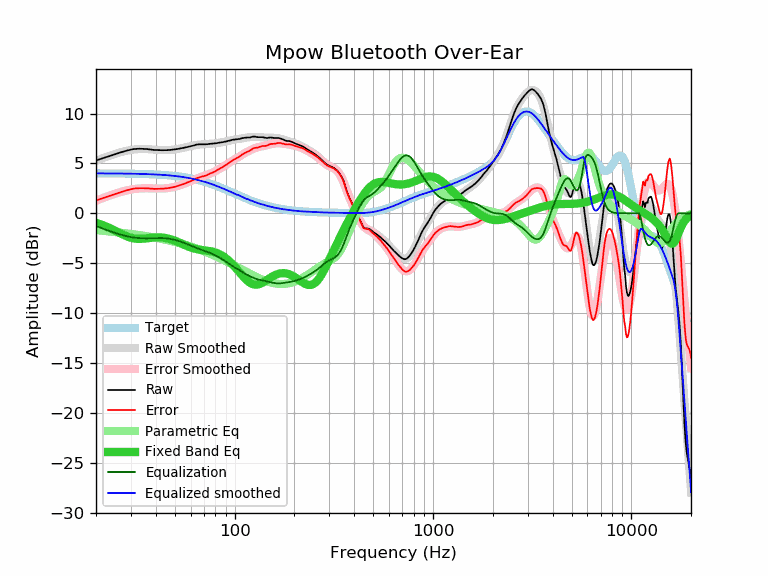 Mpow Bluetooth Over-Ear
Amplitude (dBr)
10
5
0
−5
−10
−15
−20
−25
−30
Target
Raw Smoothed
Error Smoothed
Raw
Error
Parametric Eq
Fixed Band Eq
Equalization
Equalized smoothed
100 1000 10000
Frequency (Hz)